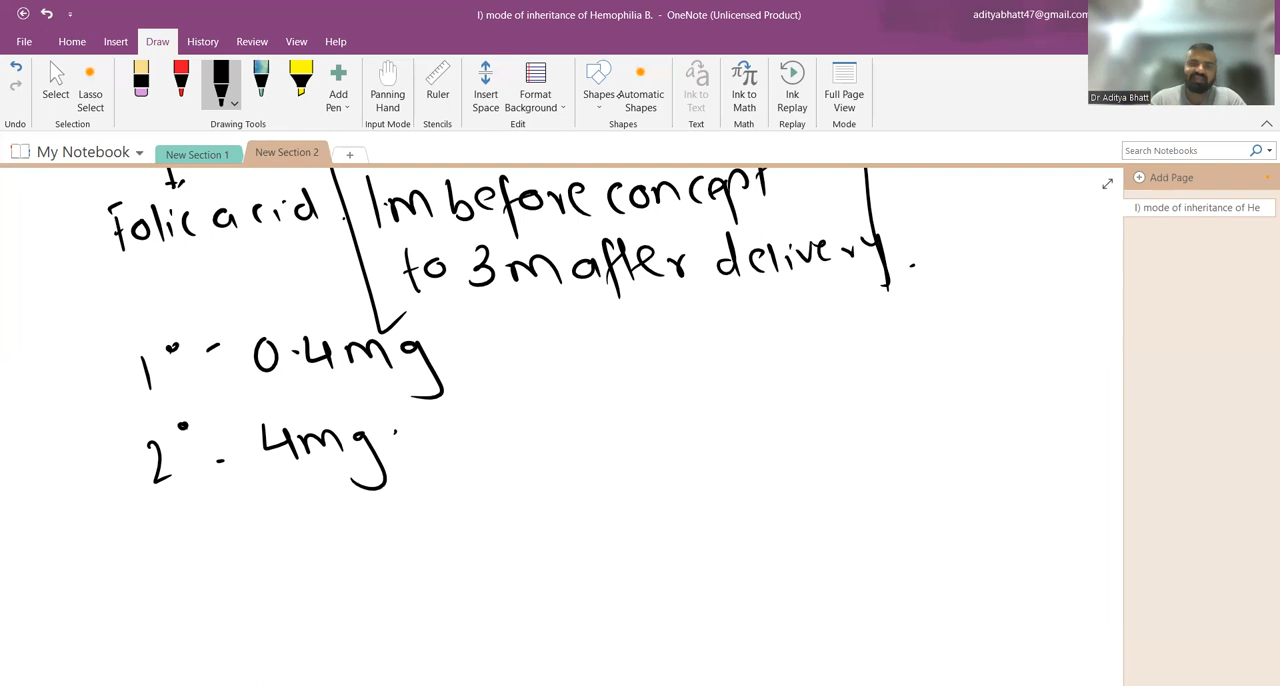 I) mode of inheritance of Hemophilia B. - OneNote (Unlicensed Product)
adityabhatt47@gmail.com
File Home Insert Draw History Review View Help
Select
Lasso Select
Add Pen
Panning Hand
Ruler
Insert Space
Format Background
Shapes
Automatic Shapes
Ink to Text
Ink to Math
Ink Replay
Full Page View
Undo Selection Drawing Tools Input Mode Stencils Edit Shapes Text Math Replay Mode
Dr Aditya Bhatt
My Notebook New Section 1 New Section 2 +
Search Notebooks
Add Page
I) mode of inheritance of He
Folic acid. 1m before concept
to 3m after delivery.
1° - 0.4mg
2° - 4mg.